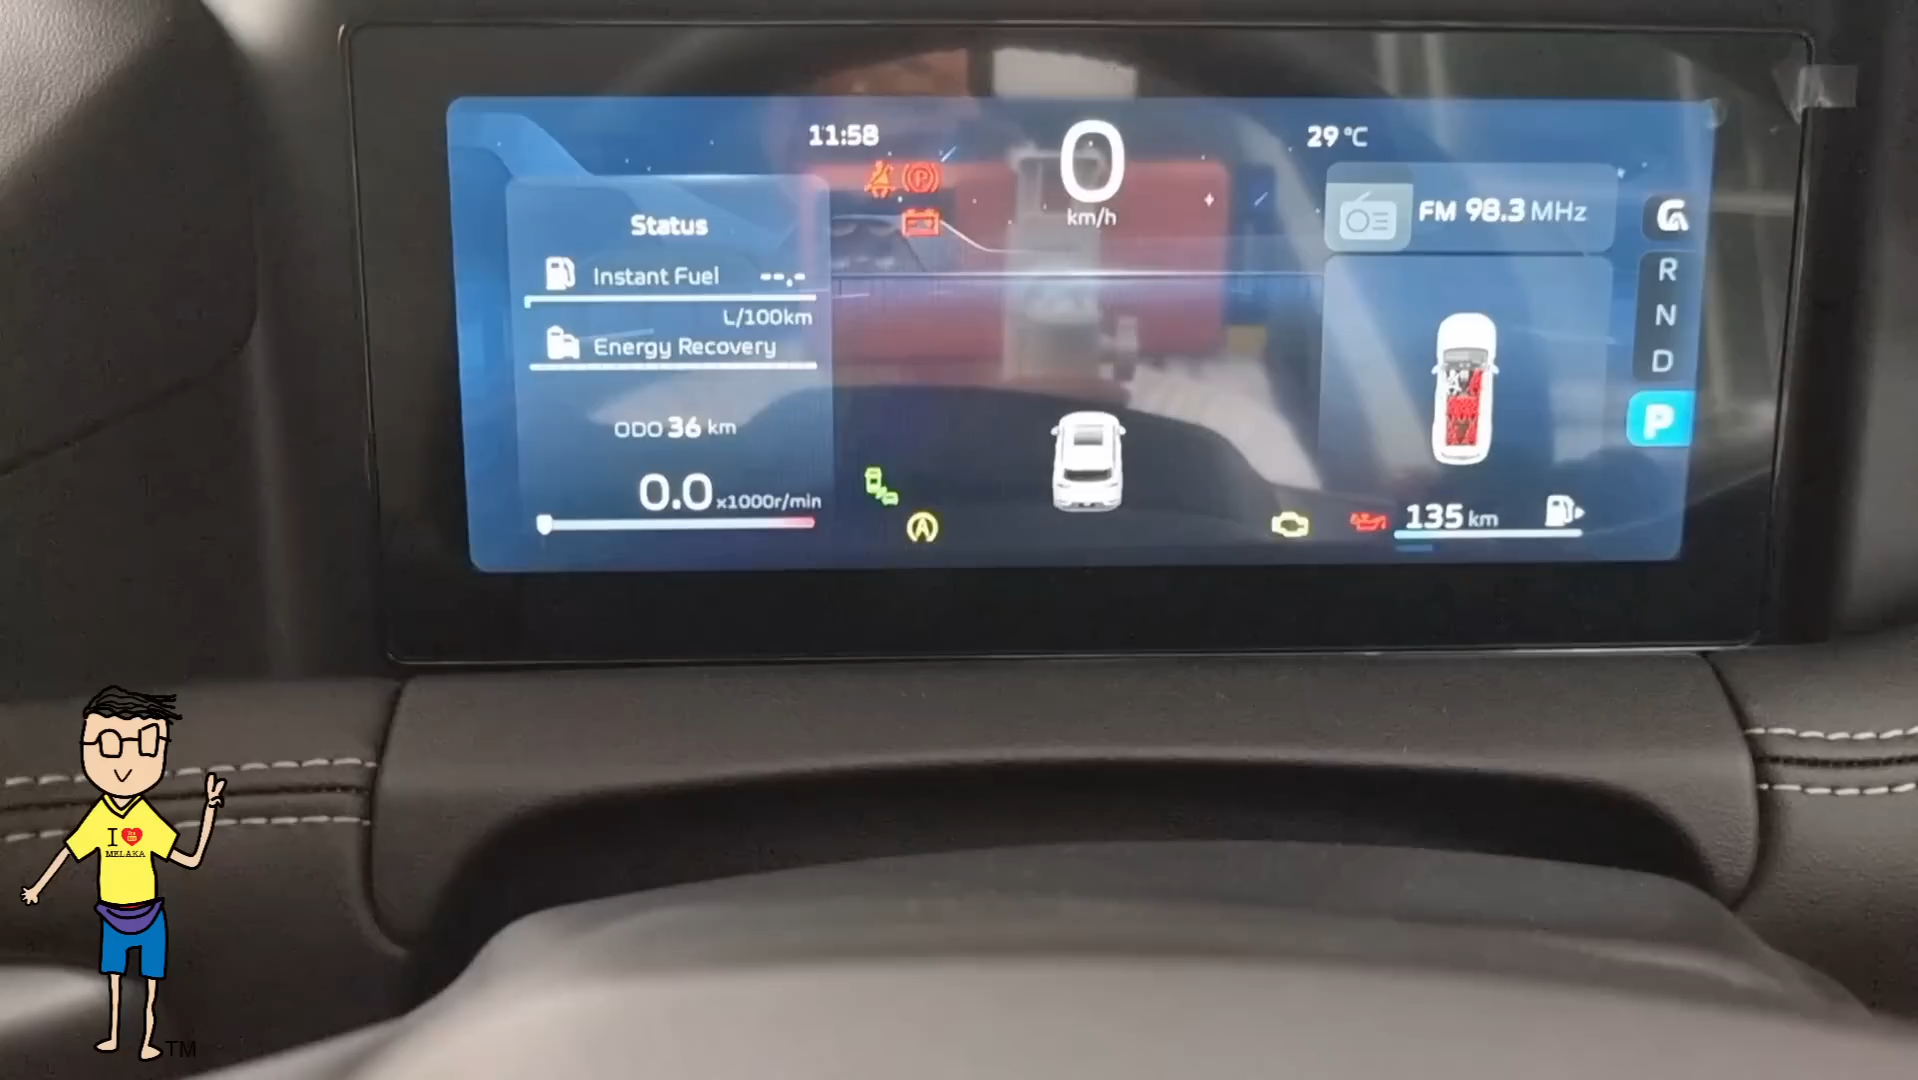 11:58
0
km/h
29 °C
Status
Instant Fuel --.-
L/100km
Energy Recovery
ODO 36 km
0.0 x1000r/min
P
A
FM 98.3 MHz
R
N
D
P
135 km
I
MELAKA
TM